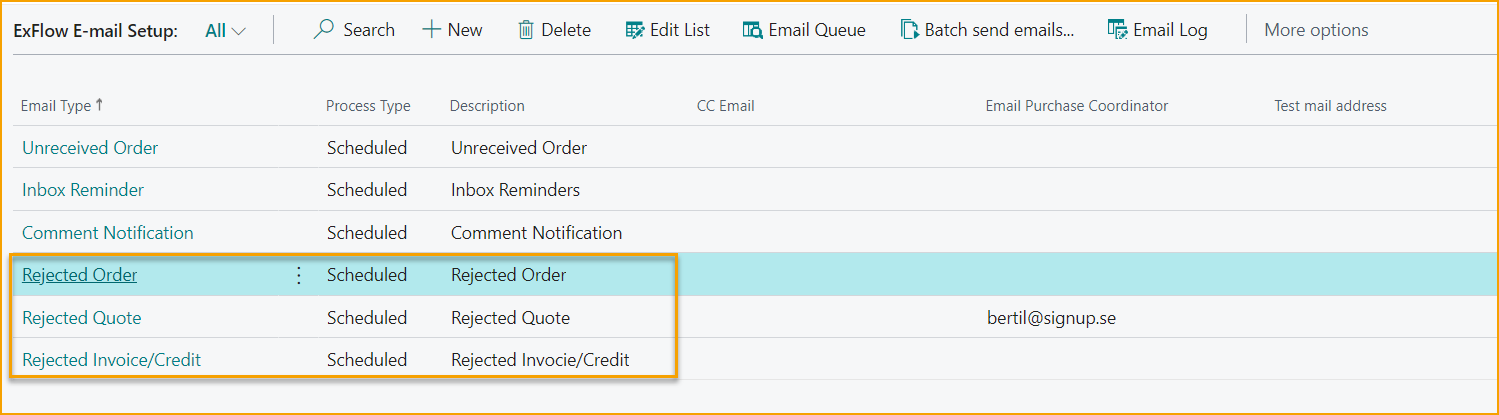 ExFlow E-mail Setup: All Search New Delete Edit List Email Queue Batch send emails... Email Log More options
Email Type ↑ Process Type Description CC Email Email Purchase Coordinator Test mail address
Unreceived Order Scheduled Unreceived Order
Inbox Reminder Scheduled Inbox Reminders
Comment Notification Scheduled Comment Notification
Rejected Order Scheduled Rejected Order
Rejected Quote Scheduled Rejected Quote bertil@signup.se
Rejected Invoice/Credit Scheduled Rejected Invocie/Credit